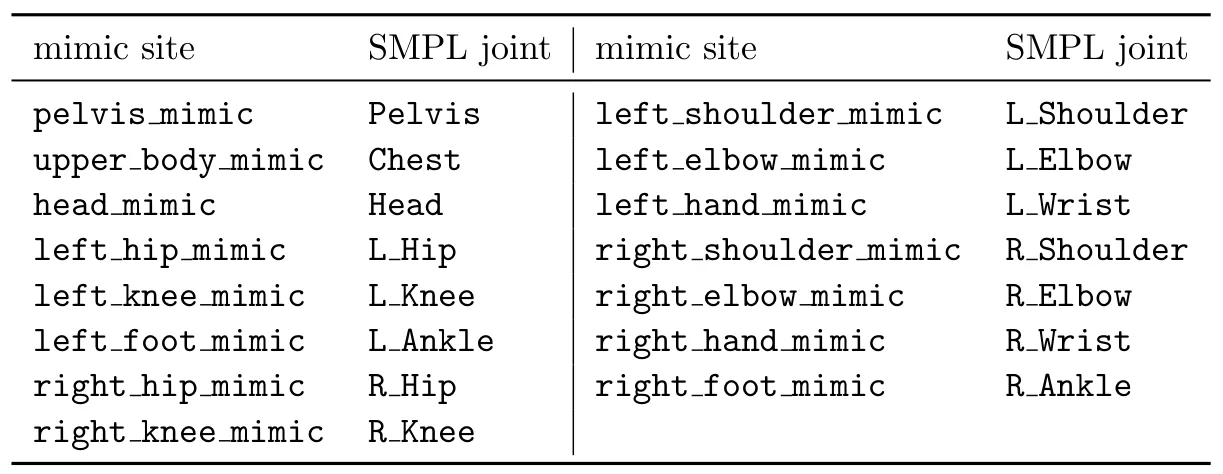 mimic site SMPL joint mimic site SMPL joint
pelvis_mimic Pelvis left_shoulder_mimic L_Shoulder
upper_body_mimic Chest left_elbow_mimic L_Elbow
head_mimic Head left_hand_mimic L_Wrist
left_hip_mimic L_Hip right_shoulder_mimic R_Shoulder
left_knee_mimic L_Knee right_elbow_mimic R_Elbow
left_foot_mimic L_Ankle right_hand_mimic R_Wrist
right_hip_mimic R_Hip right_foot_mimic R_Ankle
right_knee_mimic R_Knee